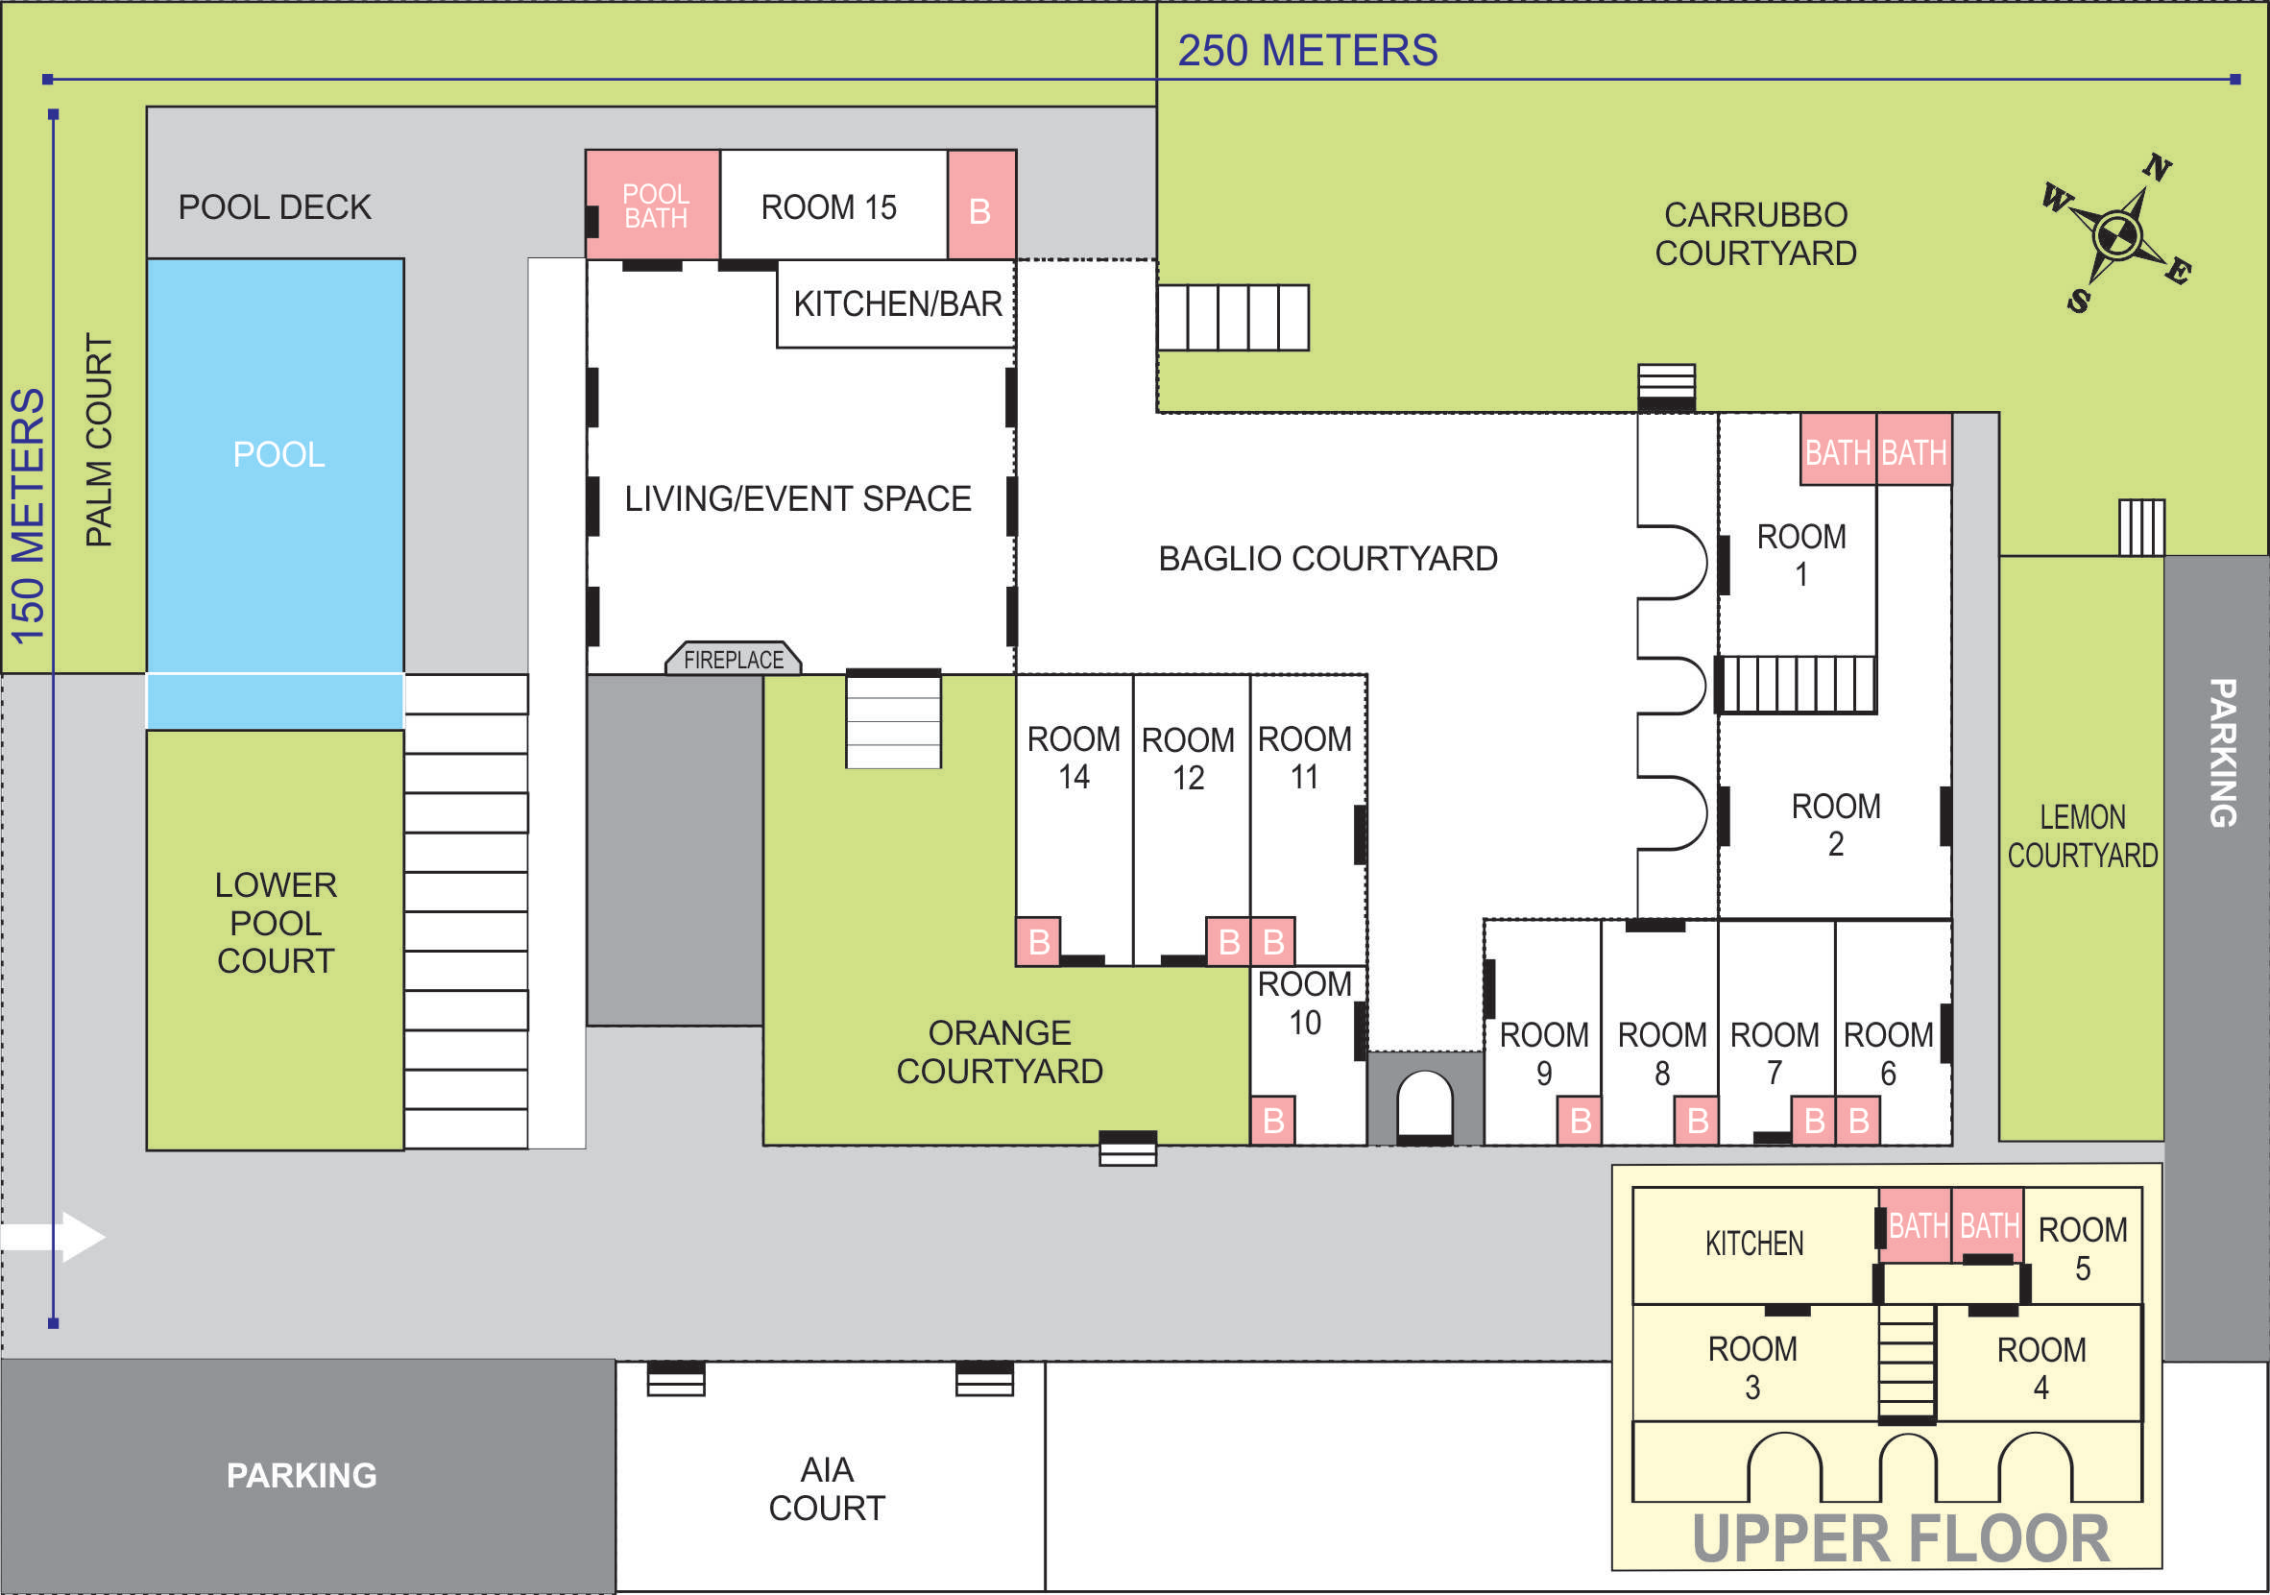 250 METERS
150 METERS
N
W
E
S
CARRUBBO
COURTYARD
POOL DECK
POOL
BATH
ROOM 15
B
KITCHEN/BAR
PALM COURT
POOL
LIVING/EVENT SPACE
FIREPLACE
BAGLIO COURTYARD
BATH
BATH
ROOM
1
ROOM
2
PARKING
LEMON
COURTYARD
ROOM
14
ROOM
12
ROOM
11
B
B
B
LOWER
POOL
COURT
ORANGE
COURTYARD
ROOM
10
B
ROOM
9
B
ROOM
8
B
ROOM
7
B
ROOM
6
B
KITCHEN
BATH
BATH
ROOM
5
ROOM
3
ROOM
4
UPPER FLOOR
PARKING
AIA
COURT